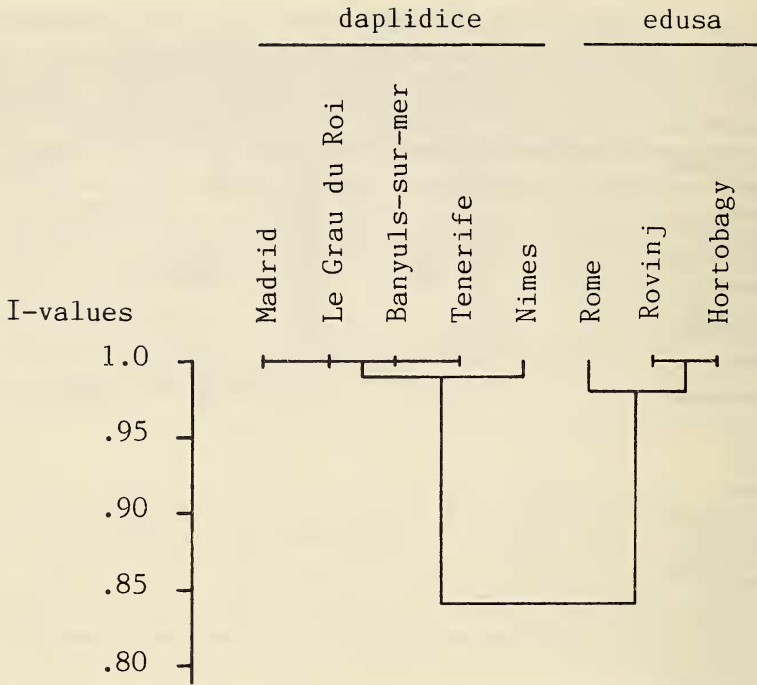 daplidice edusa
Madrid
Le Grau du Roi
Banyuls-sur-mer
Tenerife
Nimes
Rome
Rovinj
Hortobagy
I-values
1.0
.95
.90
.85
.80